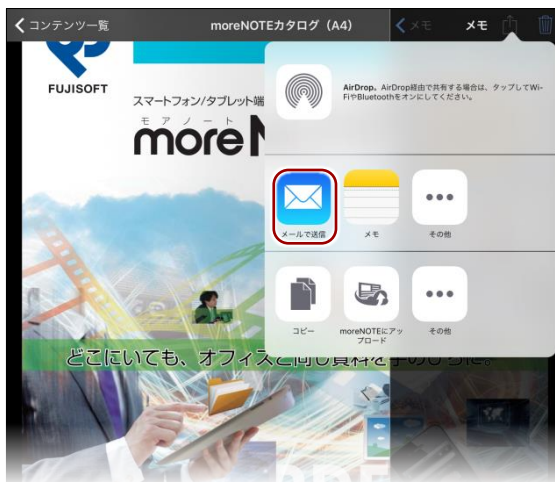 コンテンツ一覧
moreNOTEカタログ（A4）
メモ
メモ
FUJISOFT
スマートフォン/タブレット端
モアノート
more
AirDrop。AirDrop経由で共有する場合は、タップしてWi-
FiやBluetoothをオンにしてください。
メールで送信
メモ
その他
コピー
moreNOTEにアッ
プロード
その他
どこにいても、オフィスと同じ資料を手のひらに。